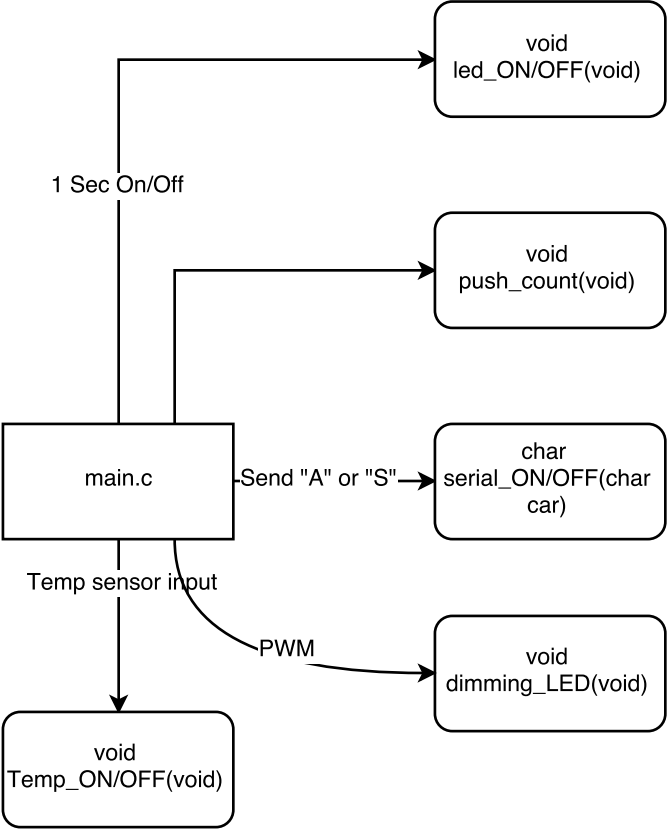 void
led_ON/OFF(void)
1 Sec On/Off
void
push_count(void)
main.c
Send "A" or "S"
char
serial_ON/OFF(char
car)
Temp sensor input
PWM
void
dimming_LED(void)
void
Temp_ON/OFF(void)